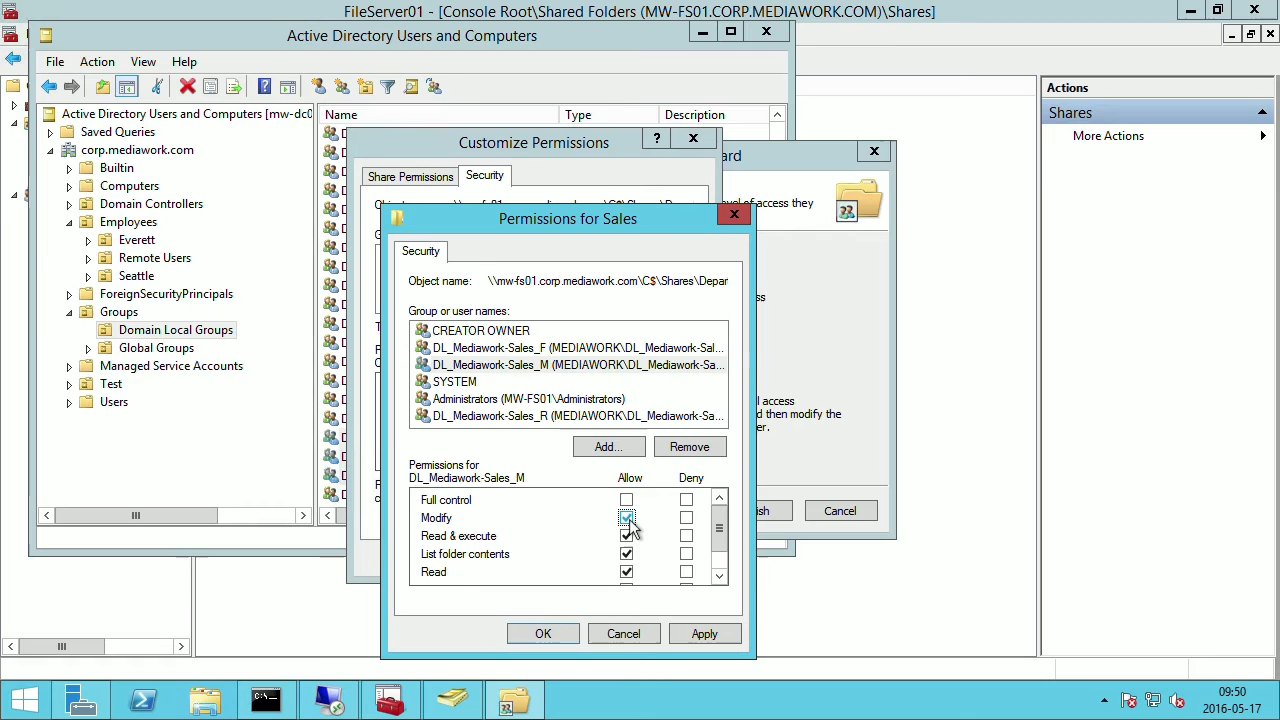 FileServer01 - [Console Root\Shared Folders (MW-FS01.CORP.MEDIAWORK.COM)\Shares]
Active Directory Users and Computers
File Action View Help
Active Directory Users and Computers [mw-dc0
Saved Queries
corp.mediawork.com
Builtin
Computers
Domain Controllers
Employees
Everett
Remote Users
Seattle
ForeignSecurityPrincipals
Groups
Domain Local Groups
Global Groups
Managed Service Accounts
Test
Users
Name Type Description
Customize Permissions
?
Share Permissions Security
ard
evel of access they
ss
access
d then modify the
er.
sh Cancel
Permissions for Sales
Security
Object name: \\mw-fs01.corp.mediawork.com\C$\Shares\Depar
Group or user names:
CREATOR OWNER
DL_Mediawork-Sales_F (MEDIAWORK\DL_Mediawork-Sal...
DL_Mediawork-Sales_M (MEDIAWORK\DL_Mediawork-Sa...
SYSTEM
Administrators (MW-FS01\Administrators)
DL_Mediawork-Sales_R (MEDIAWORK\DL_Mediawork-Sa...
Add... Remove
Permissions for
DL_Mediawork-Sales_M Allow Deny
Full control
Modify
Read & execute
List folder contents
Read
OK Cancel Apply
Actions
Shares
More Actions
09:50
2016-05-17